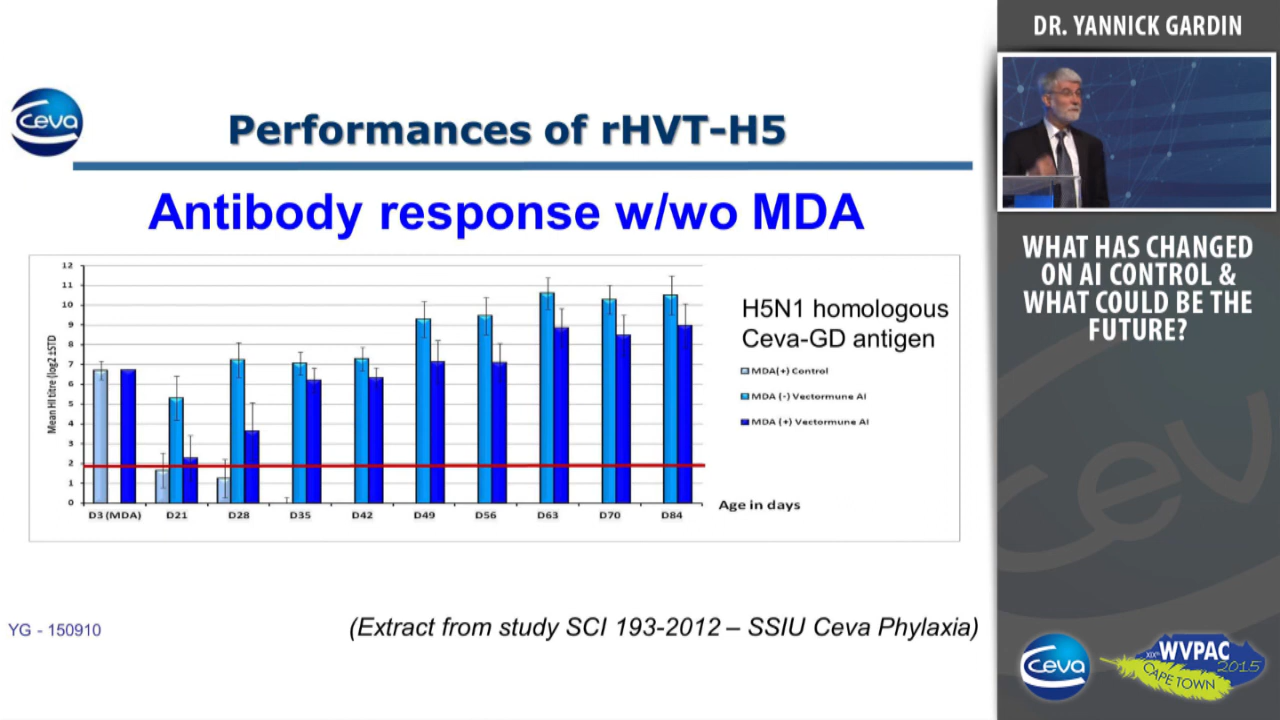 DR. YANNICK GARDIN
Ceva
Performances of rHVT-H5
Antibody response w/wo MDA
12
11
10
9
8
7
6
5
4
3
2
1
0
Mean HI titre (log2 ±STD
D3 (MDA) D21 D28 D35 D42 D49 D56 D63 D70 D84
Age in days
H5N1 homologous
Ceva-GD antigen
MDA(+) Control
MDA (-) Vectormune AI
MDA (+) Vectormune AI
YG - 150910
(Extract from study SCI 193-2012 – SSIU Ceva Phylaxia)
WHAT HAS CHANGED
ON AI CONTROL &
WHAT COULD BE THE
FUTURE?
Cev
Ceva
XIXth WVPAC
2015
CAPE TOWN